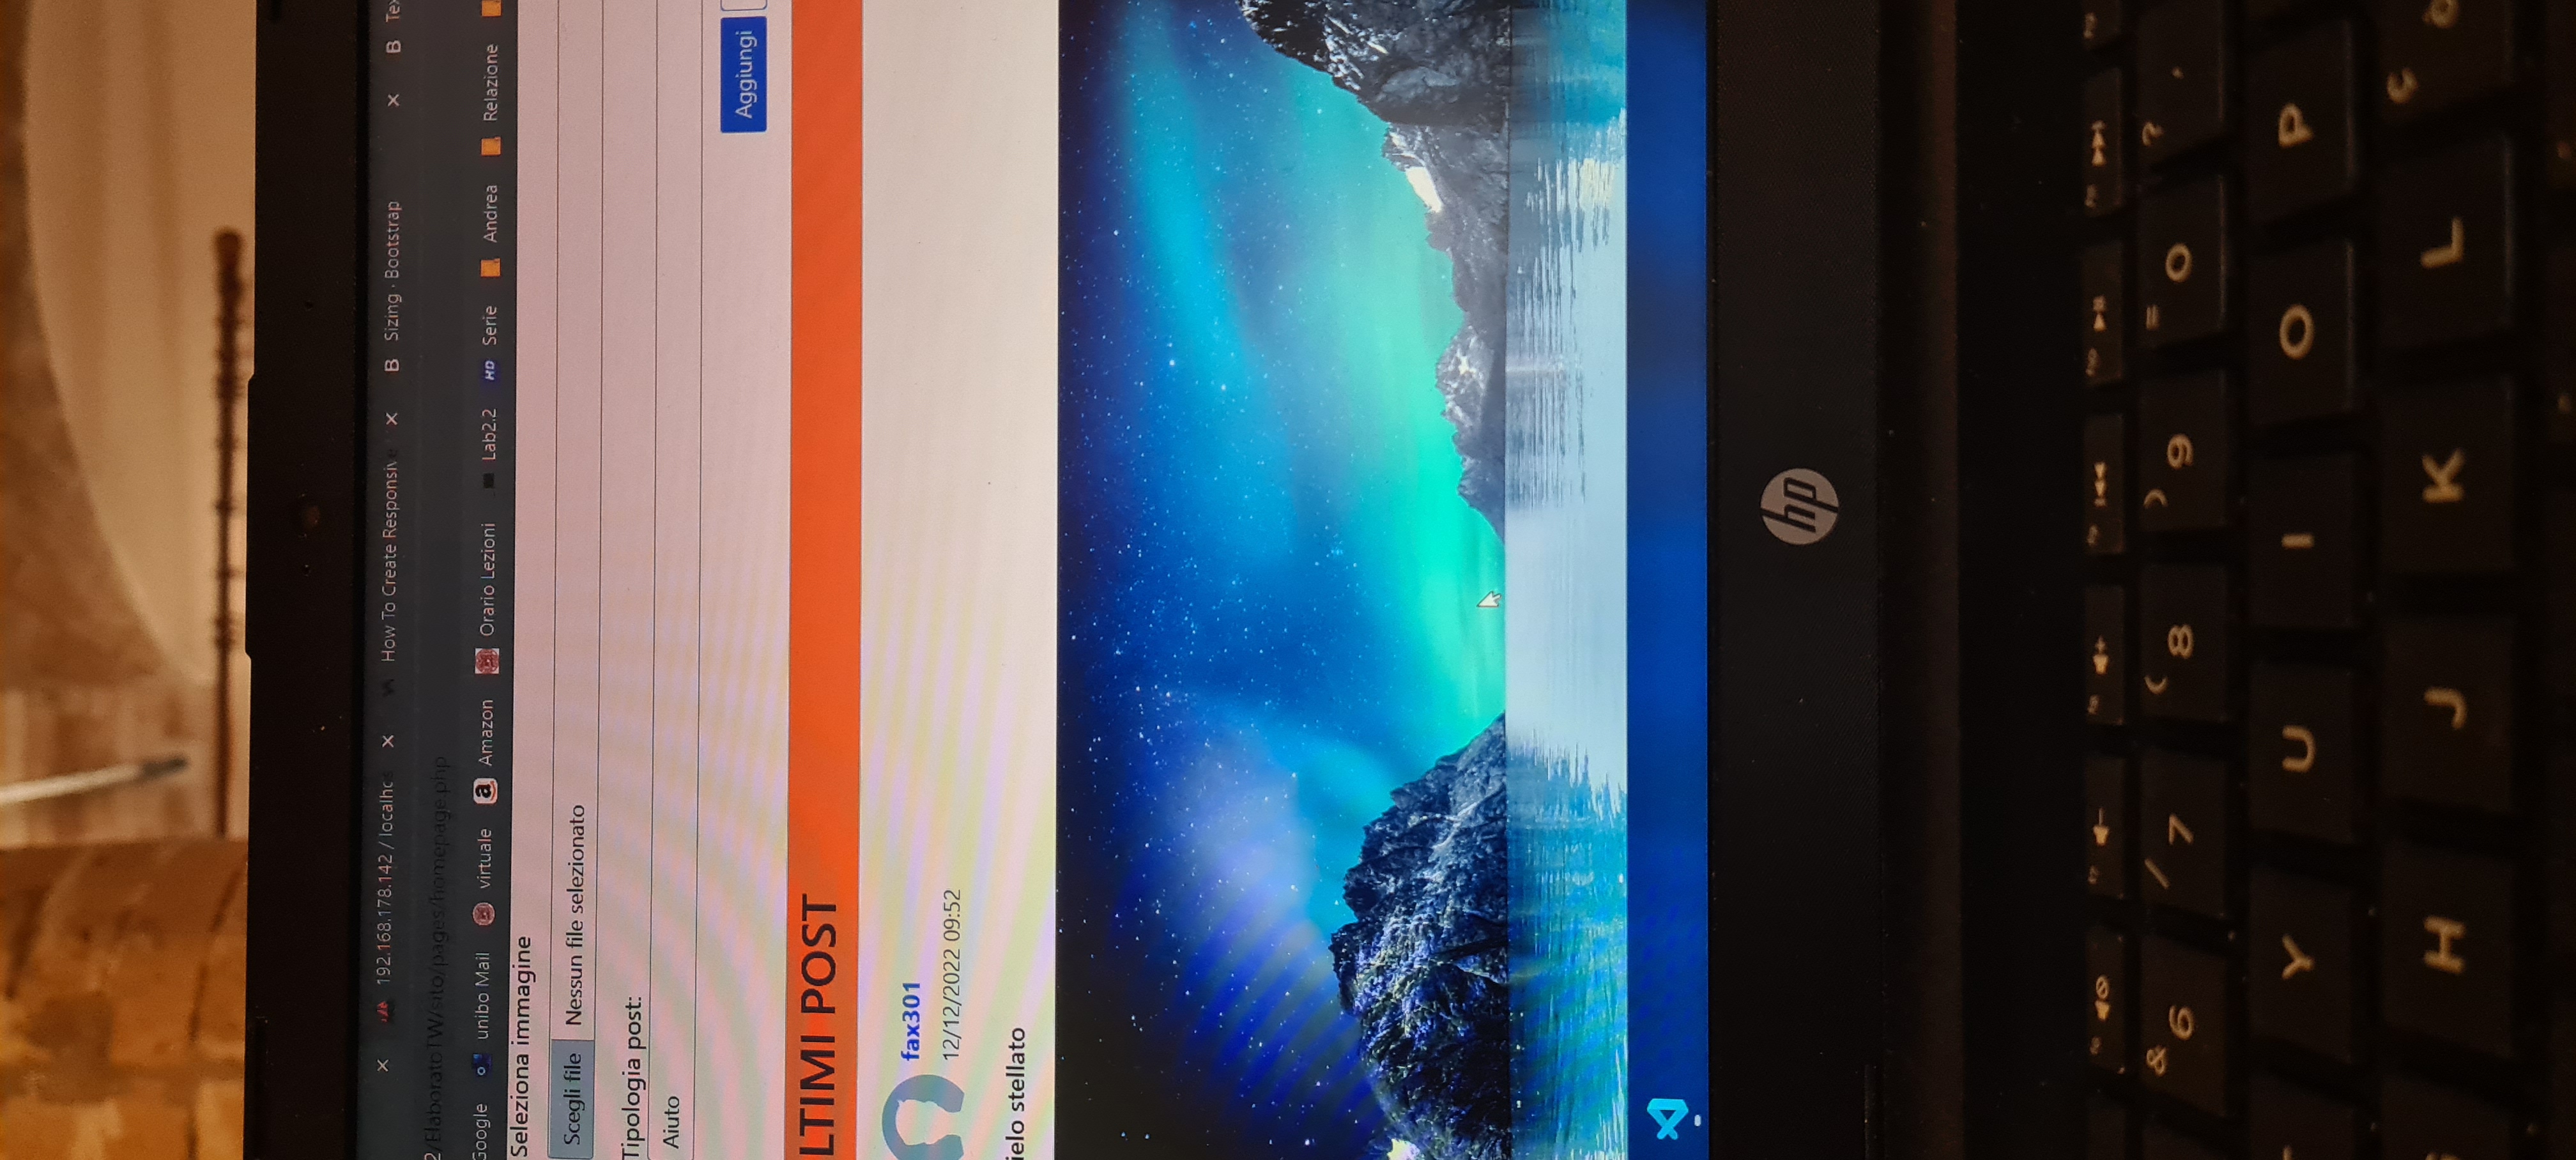 192.168.178.142 / localhc
How To Create Responsiv
B Sizing · Bootstrap
B Tex
2/ElaboratoTW/sito/pages/homepage.php
Google unibo Mail virtuale a Amazon Orario Lezioni Lab2.2 HD Serie Andrea Relazione
Seleziona immagine
Scegli file Nessun file selezionato
Tipologia post:
Aiuto
Aggiungi
LTIMI POST
fax301
12/12/2022 09:52
ielo stellato
hp
& 6 / 7 ( 8 ) 9 = 0 ? '
Y U I O P
H J K L ç